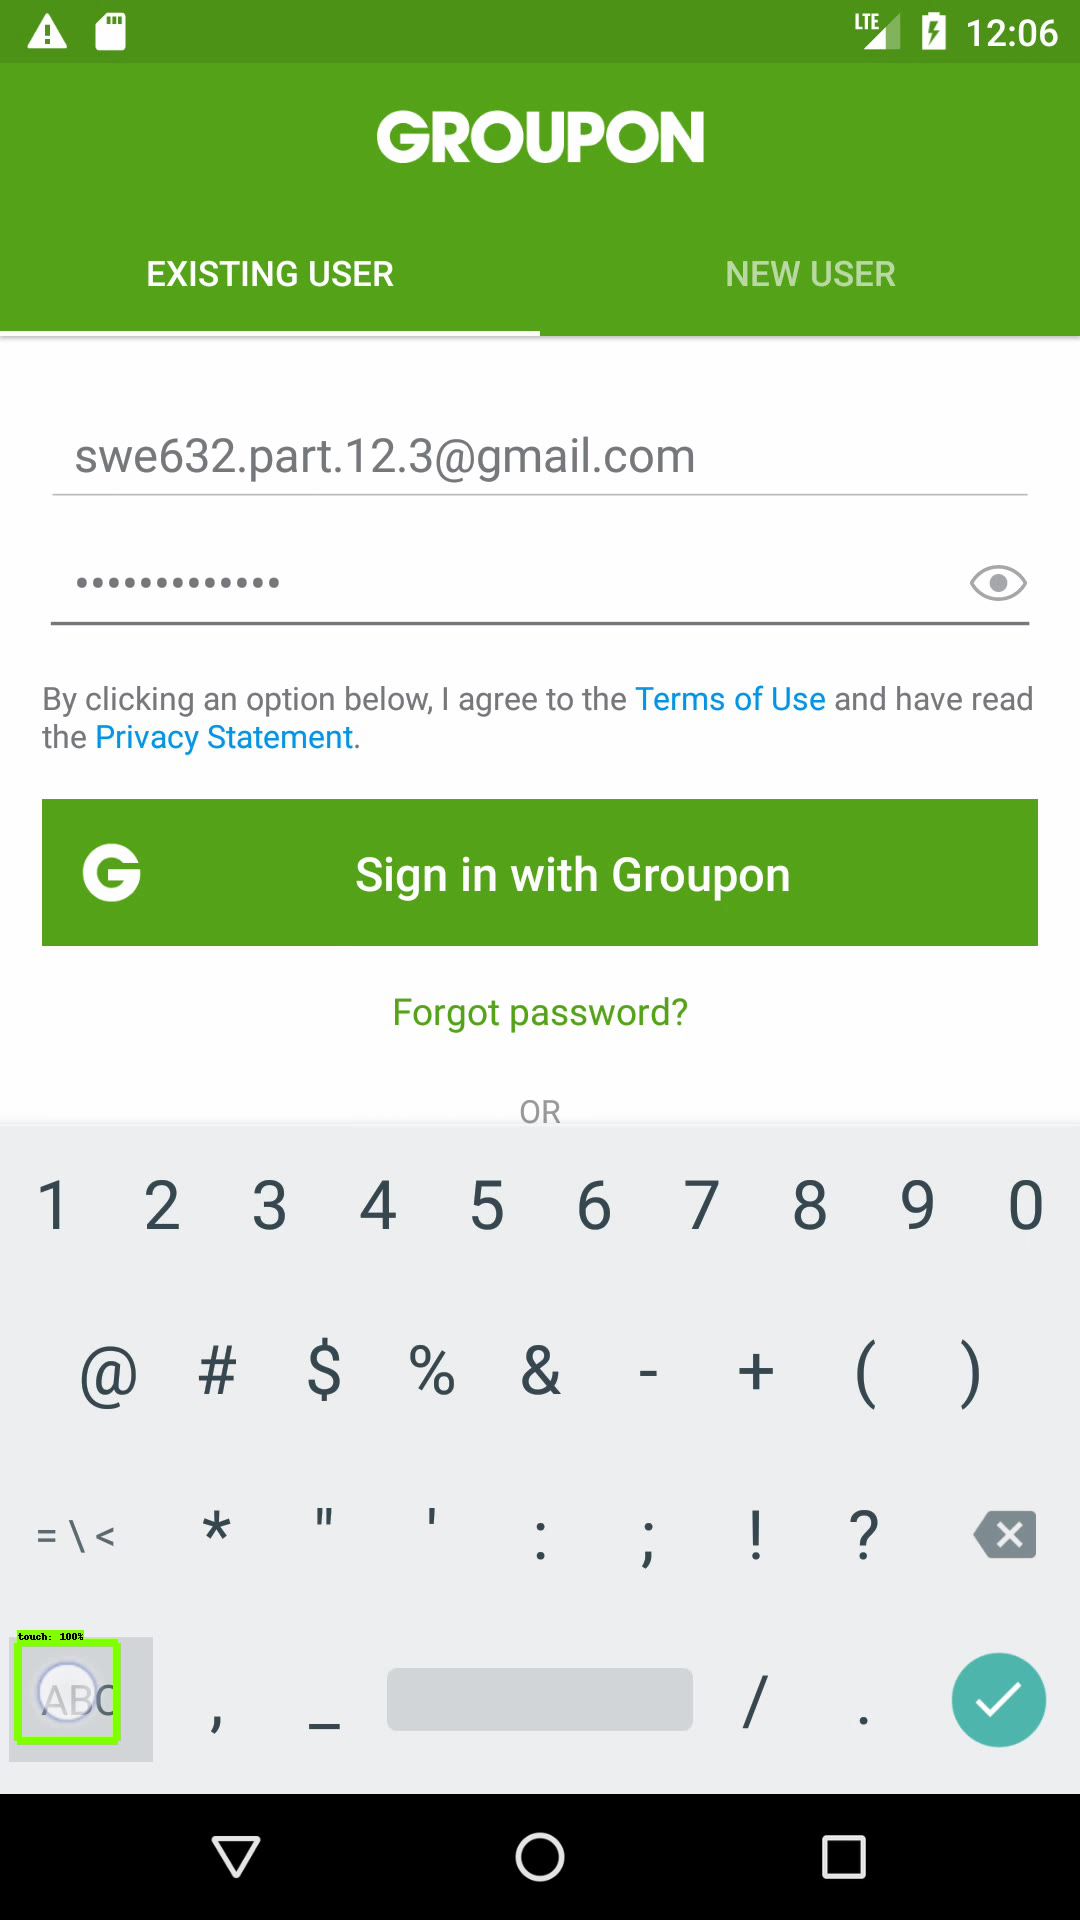 LTE 12:06
GROUPON
EXISTING USER NEW USER
swe632.part.12.3@gmail.com
•••••••••••••
By clicking an option below, I agree to the Terms of Use and have read
the Privacy Statement.
G Sign in with Groupon
Forgot password?
OR
1 2 3 4 5 6 7 8 9 0
@ # $ % & - + ( )
= \ < * " ' : ; ! ?
touch: 100%
ABC , _ / .